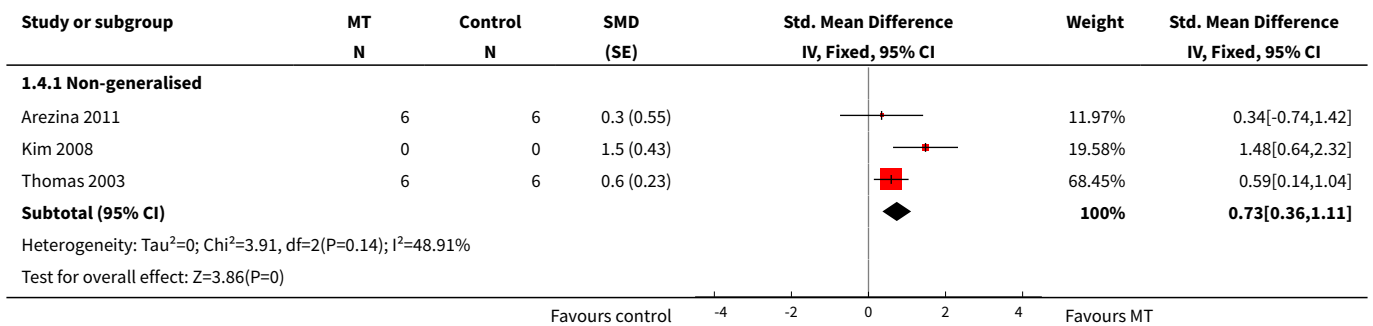 Study or subgroup MT Control SMD Std. Mean Difference Weight Std. Mean Difference
N N (SE) IV, Fixed, 95% CI IV, Fixed, 95% CI
1.4.1 Non-generalised
Arezina 2011 6 6 0.3 (0.55) 11.97% 0.34[-0.74,1.42]
Kim 2008 0 0 1.5 (0.43) 19.58% 1.48[0.64,2.32]
Thomas 2003 6 6 0.6 (0.23) 68.45% 0.59[0.14,1.04]
Subtotal (95% CI) 100% 0.73[0.36,1.11]
Heterogeneity: Tau²=0; Chi²=3.91, df=2(P=0.14); I²=48.91%
Test for overall effect: Z=3.86(P=0)
Favours control -4 -2 0 2 4 Favours MT